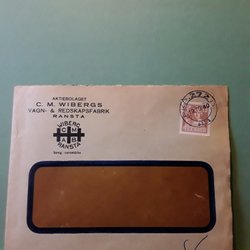 AKTIEBOLAGET
C. M. WIBERGS
VAGN- & REDSKAPSFABRIK
RANSTA
WIBERG
C M
A B
RANSTA